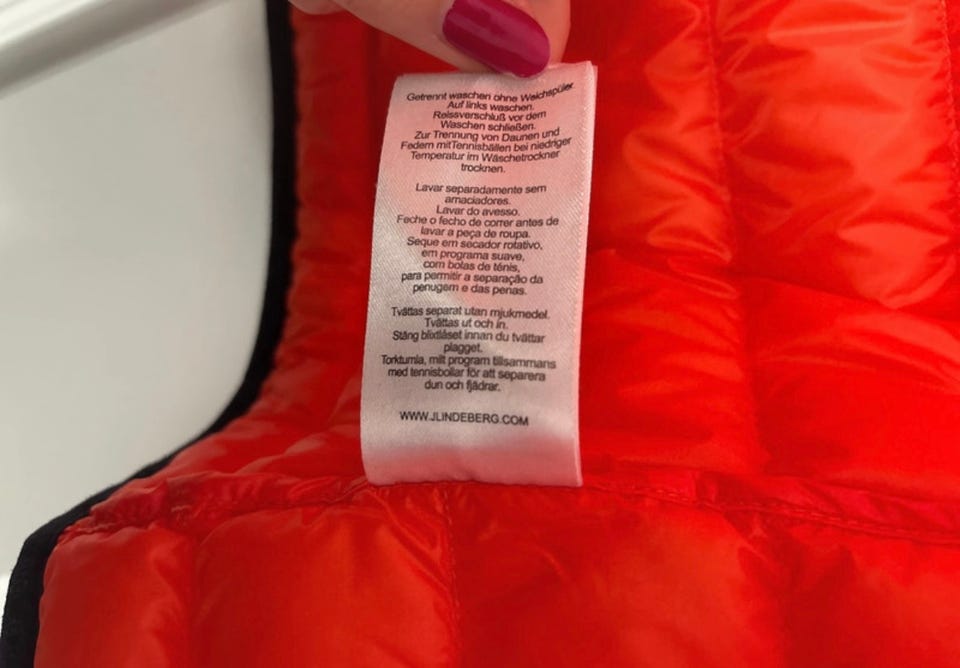 Getrennt waschen ohne Weichspüler
Auf links waschen.
Reissverschluß vor dem
Waschen schließen.
Zur Trennung von Daunen und
Federn mitTennisbällen bei niedriger
Temperatur im Wäschetrockner
trocknen.
Lavar separadamente sem
amaciadores.
Lavar do avesso.
Feche o fecho de correr antes de
lavar a peça de roupa.
Seque em secador rotativo,
em programa suave,
com bolas de ténis,
para permitir a separação da
penugem e das penas.
Tvättas separat utan mjukmedel.
Tvättas ut och in.
Stäng blixtlåset innan du tvättar
plagget.
Torktumla, milt program tillsammans
med tennisbollar för att separera
dun och fjädrar.
WWW.JLINDEBERG.COM